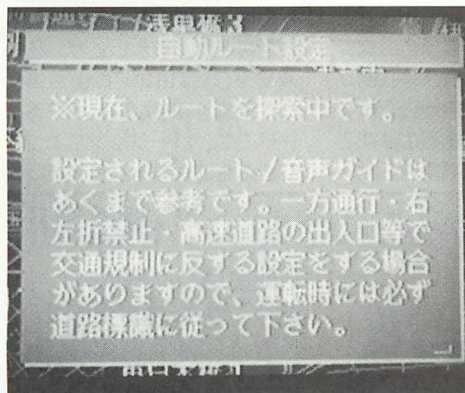 自動ルート設定
※現在、ルートを探索中です。
設定されるルート/音声ガイドは
あくまで参考です。一方通行・右
左折禁止・高速道路の出入口等で
交通規制に反する設定をする場合
がありますので、運転時には必ず
道路標識に従って下さい。